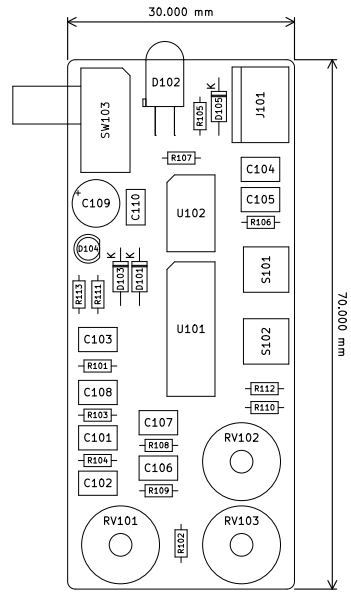 30.000 mm
D102
K
D105
R105
J101
SW103
R107
C104
+
C109
C110
U102
C105
R106
D104
K
K
D103
D101
S101
R113
R111
U101
C103
S102
R101
70.000 mm
C108
R112
R103
C107
R110
C101
R108
RV102
R104
C106
C102
R109
RV101
R102
RV103